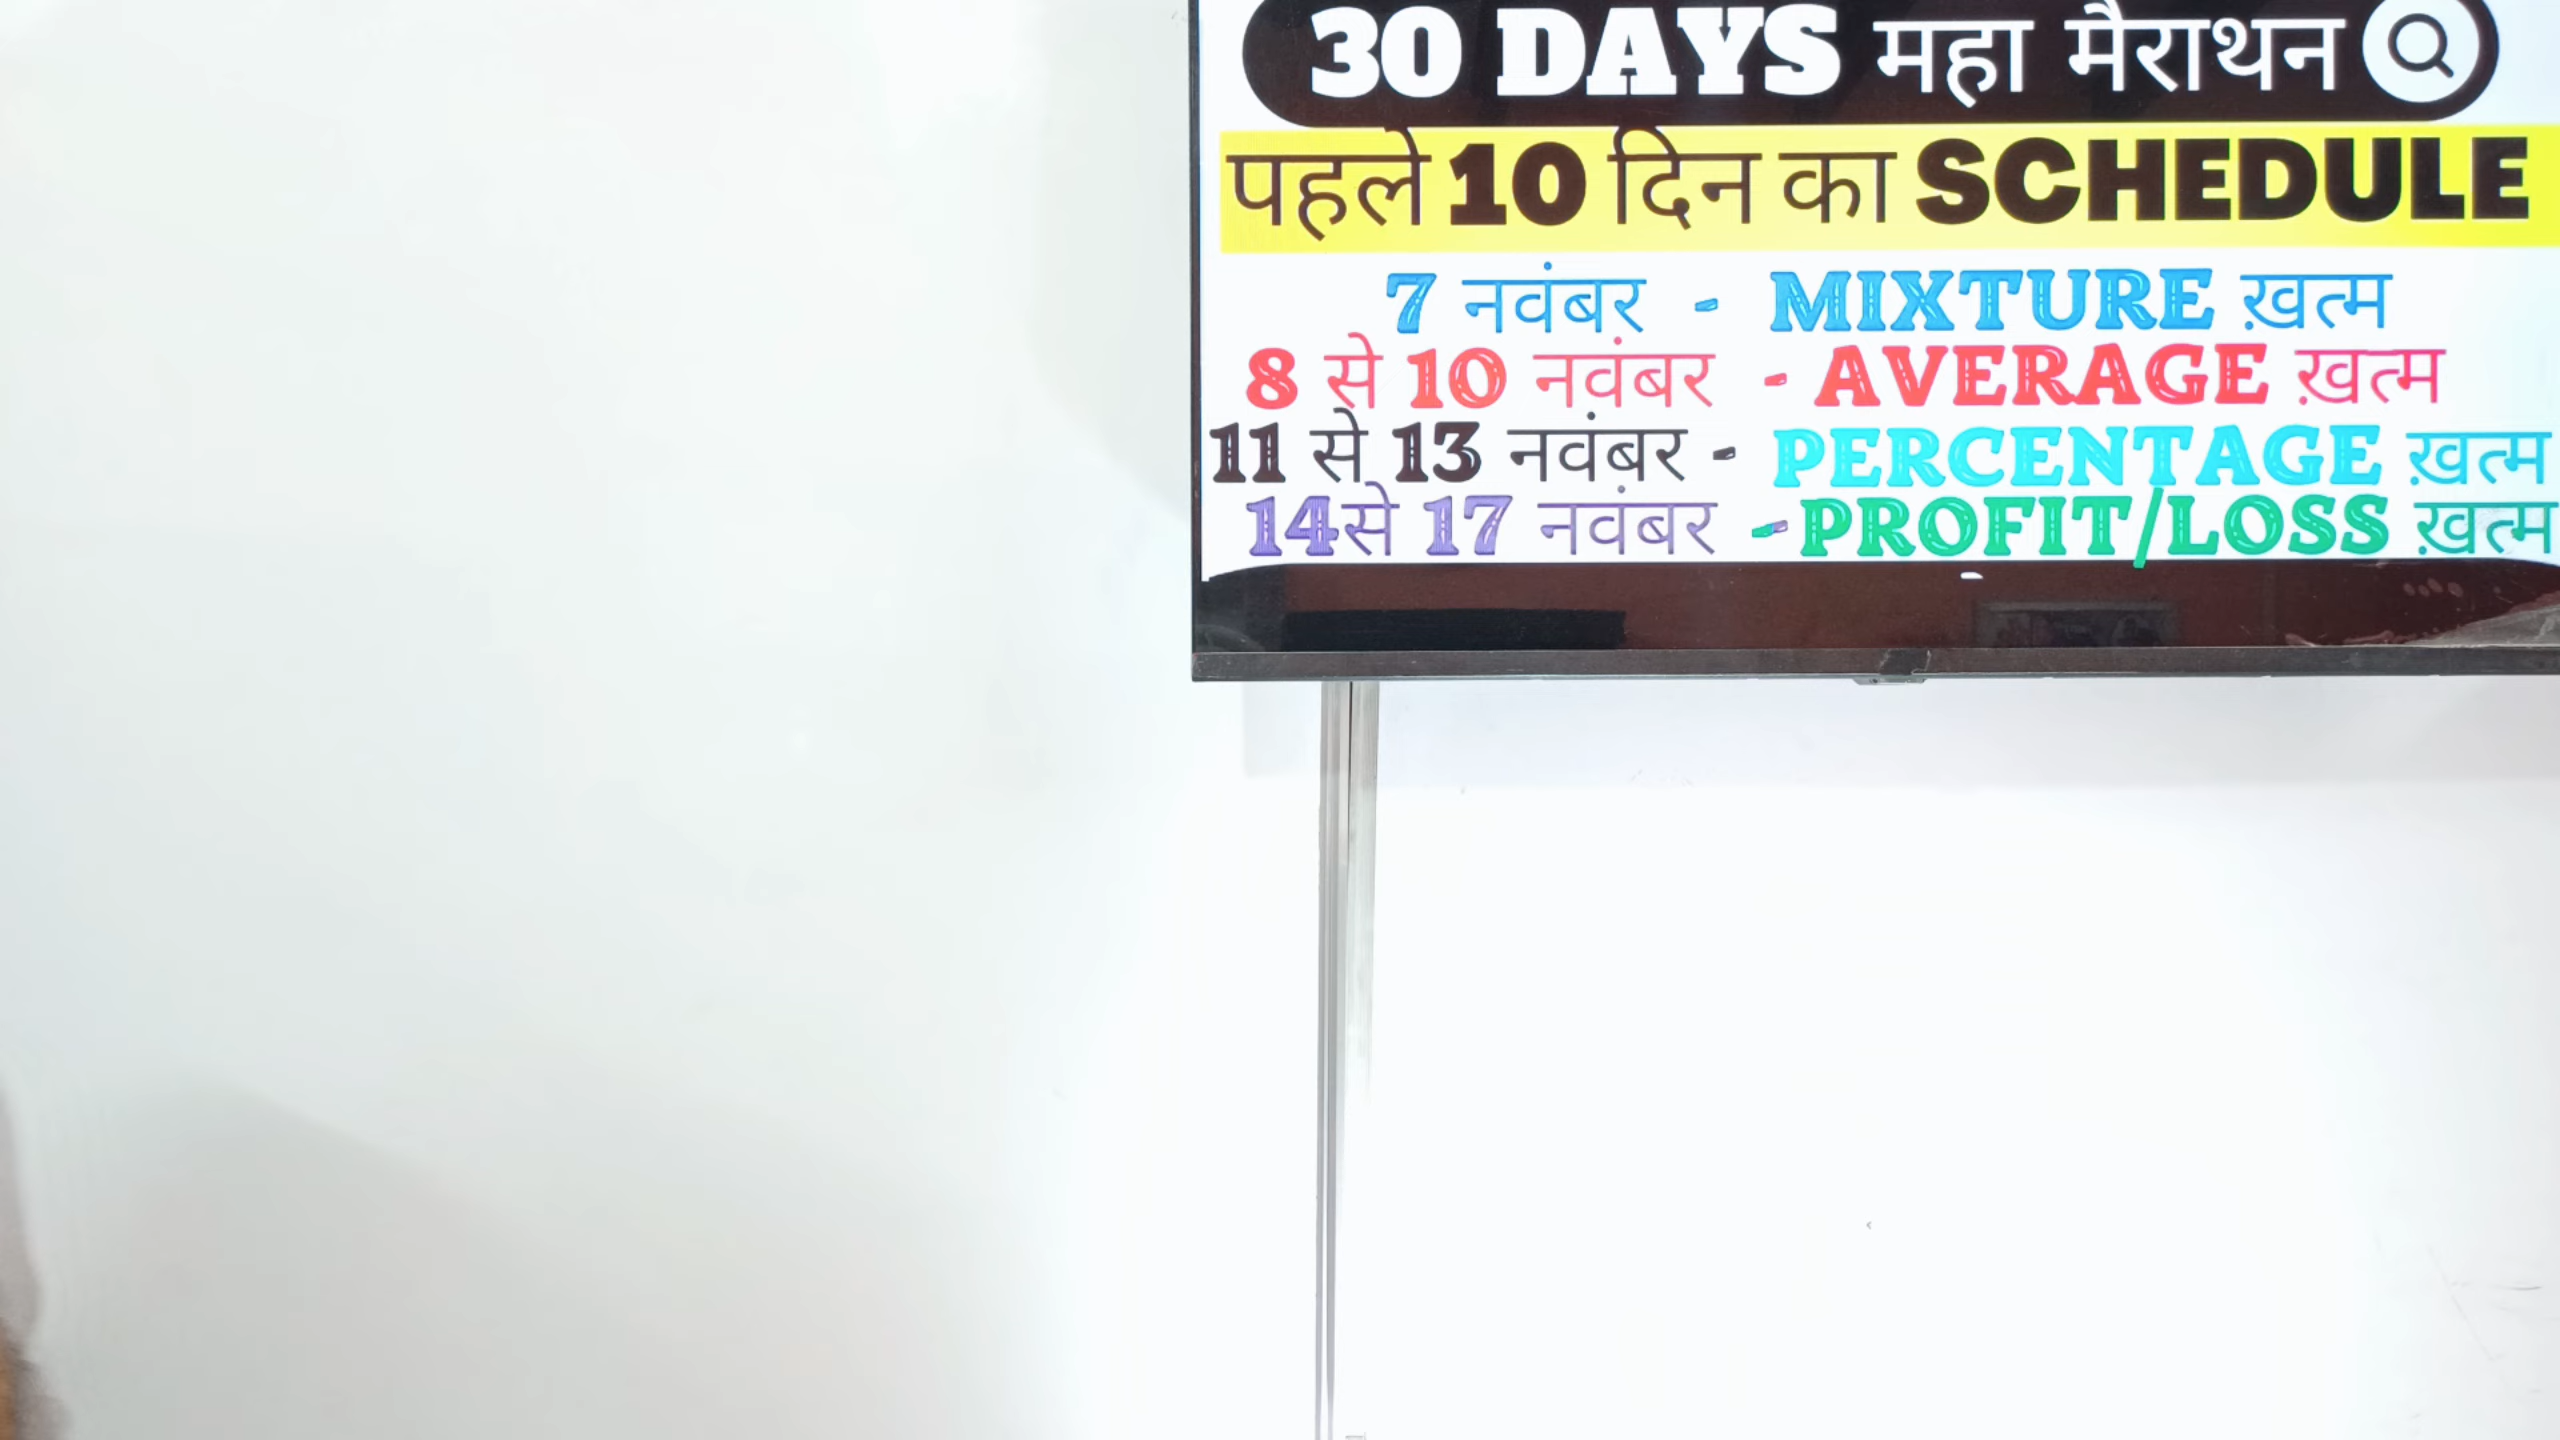 30 DAYS महा मैराथन
पहले 10 दिन का SCHEDULE
7 नवंबर - MIXTURE ख़त्म
8 से 10 नवंबर - AVERAGE ख़त्म
11 से 13 नवंबर - PERCENTAGE ख़त्म
14से 17 नवंबर -PROFIT/LOSS ख़त्म